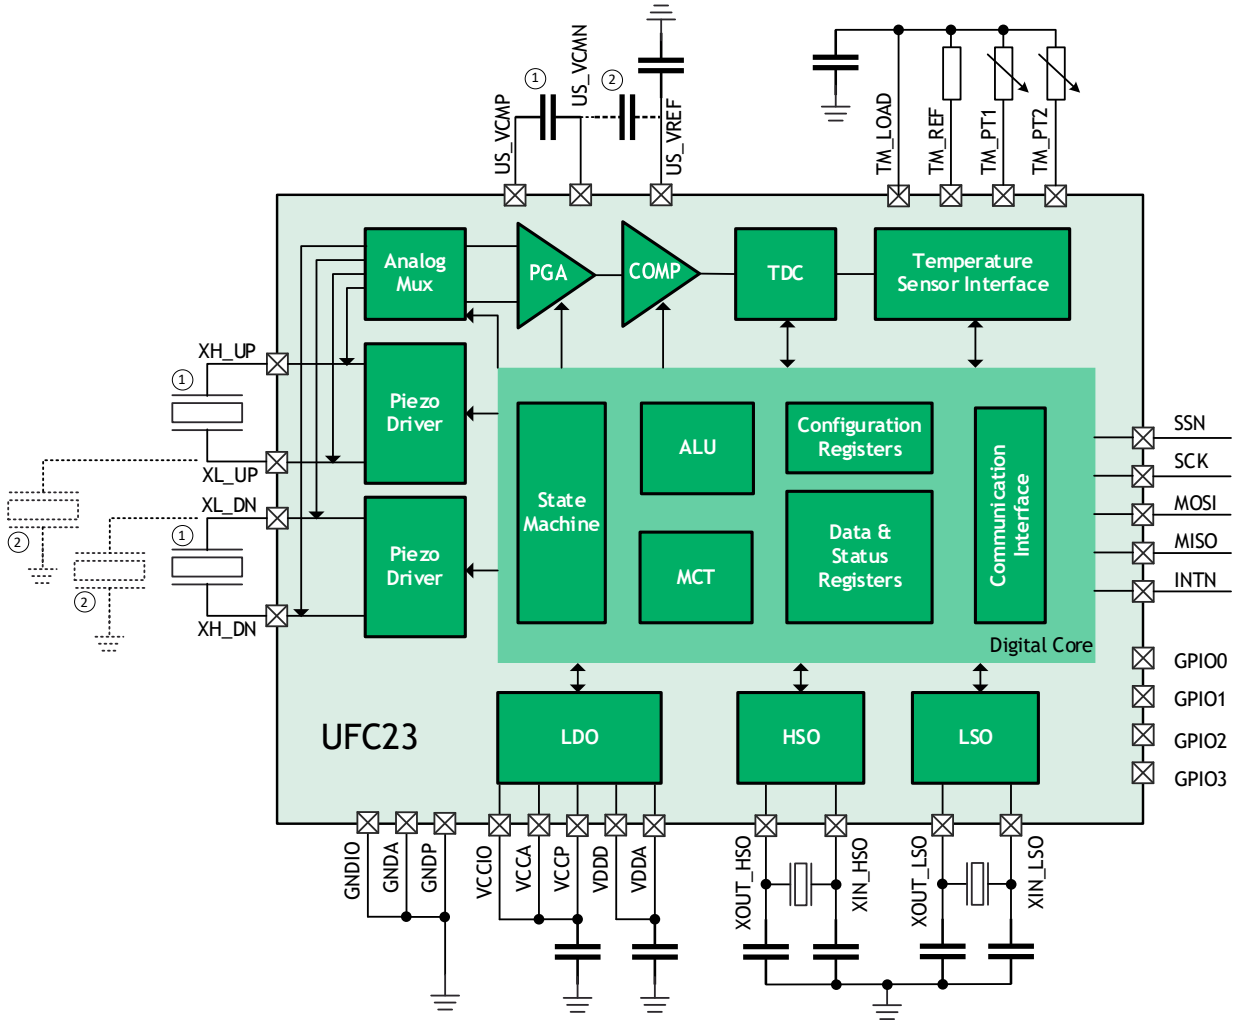 US_VCMP
①
US_VCMN
②
US_VREF
TM_LOAD
TM_REF
TM_PT1
TM_PT2
Analog
Mux
PGA
COMP
TDC
Temperature
Sensor Interface
XH_UP
①
XL_UP
Piezo
Driver
②
XL_DN
①
②
XH_DN
Piezo
Driver
State
Machine
ALU
MCT
Configuration
Registers
Data &
Status
Registers
Communication
Interface
Digital Core
SSN
SCK
MOSI
MISO
INTN
GPIO0
GPIO1
GPIO2
GPIO3
UFC23
LDO
HSO
LSO
GNDIO
GNDA
GNDP
VCCIO
VCCA
VCCP
VDDD
VDDA
XOUT_HSO
XIN_HSO
XOUT_LSO
XIN_LSO